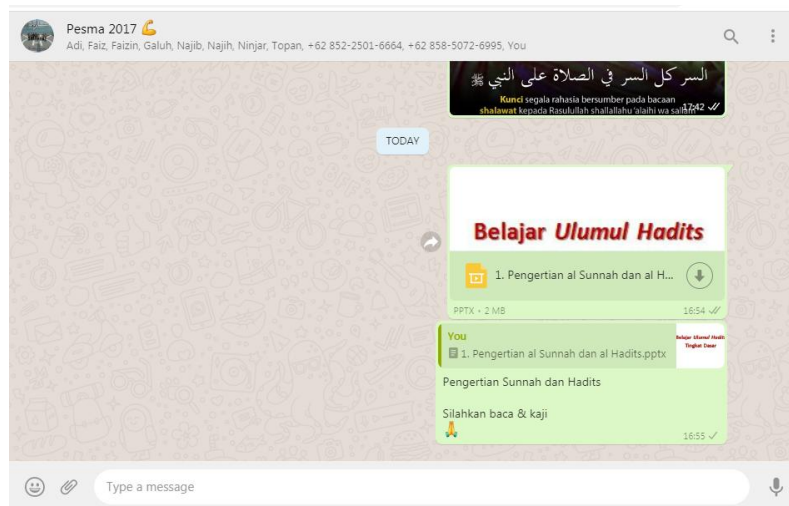 Pesma 2017 💪
Adi, Faiz, Faizin, Galuh, Najib, Najih, Ninjar, Topan, +62 852-2501-6664, +62 858-5072-6995, You
السر كل السر في الصلاة على النبي ﷺ
Kunci segala rahasia bersumber pada bacaan
shalawat kepada Rasulullah shallallahu 'alaihi wa sallam
17:42
TODAY
Belajar Ulumul Hadits
1. Pengertian al Sunnah dan al H...
PPTX • 2 MB
16:54
You
1. Pengertian al Sunnah dan al Hadits.pptx
Belajar Ulumul Hadits
Tingkat Dasar
Pengertian Sunnah dan Hadits
Silahkan baca & kaji
🙏
16:55
Type a message